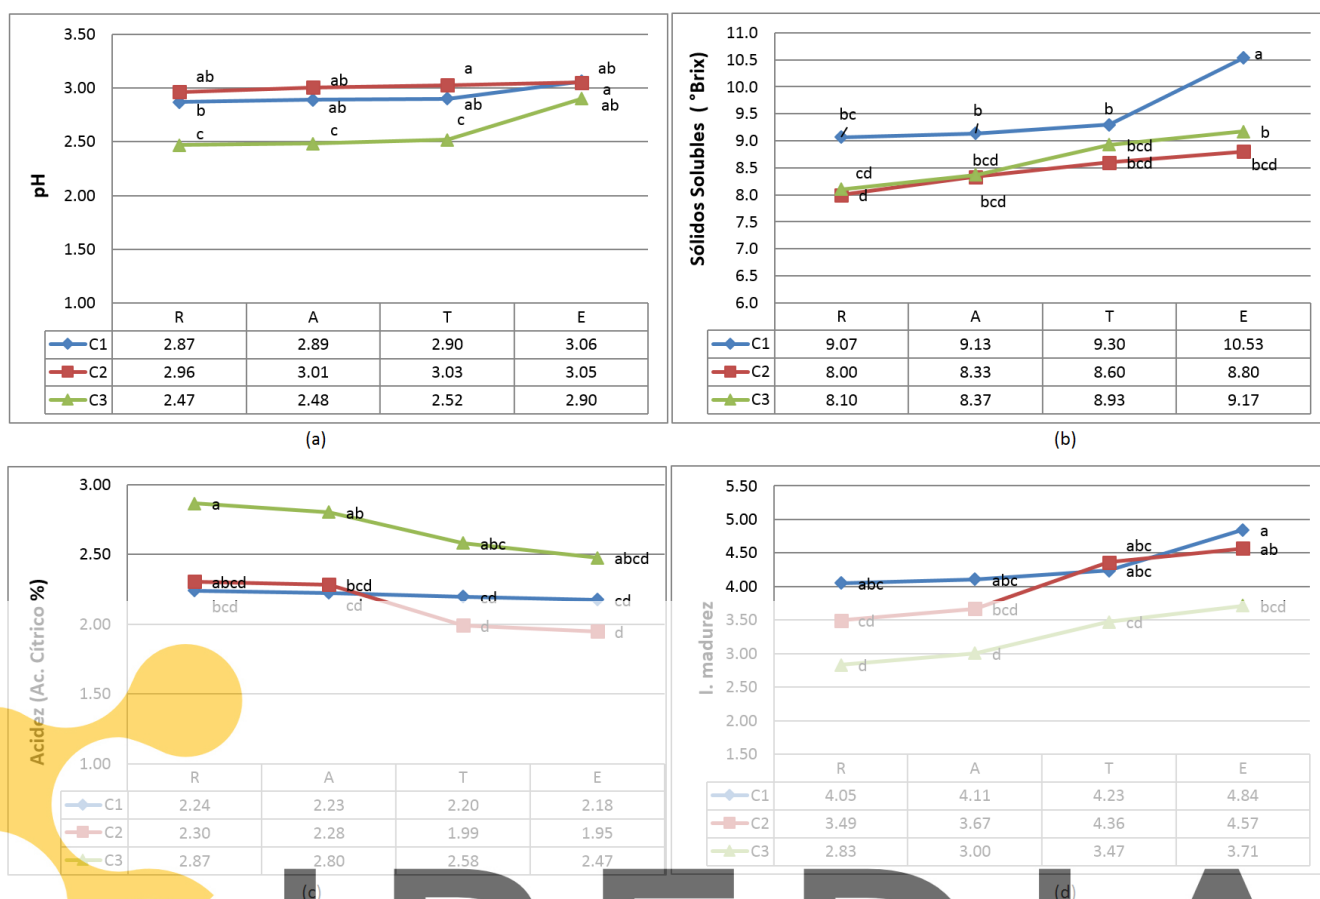 3.50
3.00
2.50
2.00
1.50
1.00
pH
ab ab a ab
b ab ab a
c c c ab
R A T E
C1 2.87 2.89 2.90 3.06
C2 2.96 3.01 3.03 3.05
C3 2.47 2.48 2.52 2.90
(a)
11.0
10.5
10.0
9.5
9.0
8.5
8.0
7.5
7.0
6.5
6.0
Sólidos Solubles ( °Brix)
bc b b a
cd bcd bcd b
d bcd bcd bcd
R A T E
C1 9.07 9.13 9.30 10.53
C2 8.00 8.33 8.60 8.80
C3 8.10 8.37 8.93 9.17
(b)
3.00
2.50
2.00
1.50
1.00
Acidez (Ac. Cítrico %)
a ab abc abcd
abcd bcd cd cd
bcd cd d d
R A T E
C1 2.24 2.23 2.20 2.18
C2 2.30 2.28 1.99 1.95
C3 2.87 2.80 2.58 2.47
(c)
5.50
5.00
4.50
4.00
3.50
3.00
2.50
2.00
1.50
I. madurez
abc abc abc a
cd bcd abc ab
d d cd bcd
R A T E
C1 4.05 4.11 4.23 4.84
C2 3.49 3.67 4.36 4.57
C3 2.83 3.00 3.47 3.71
(d)